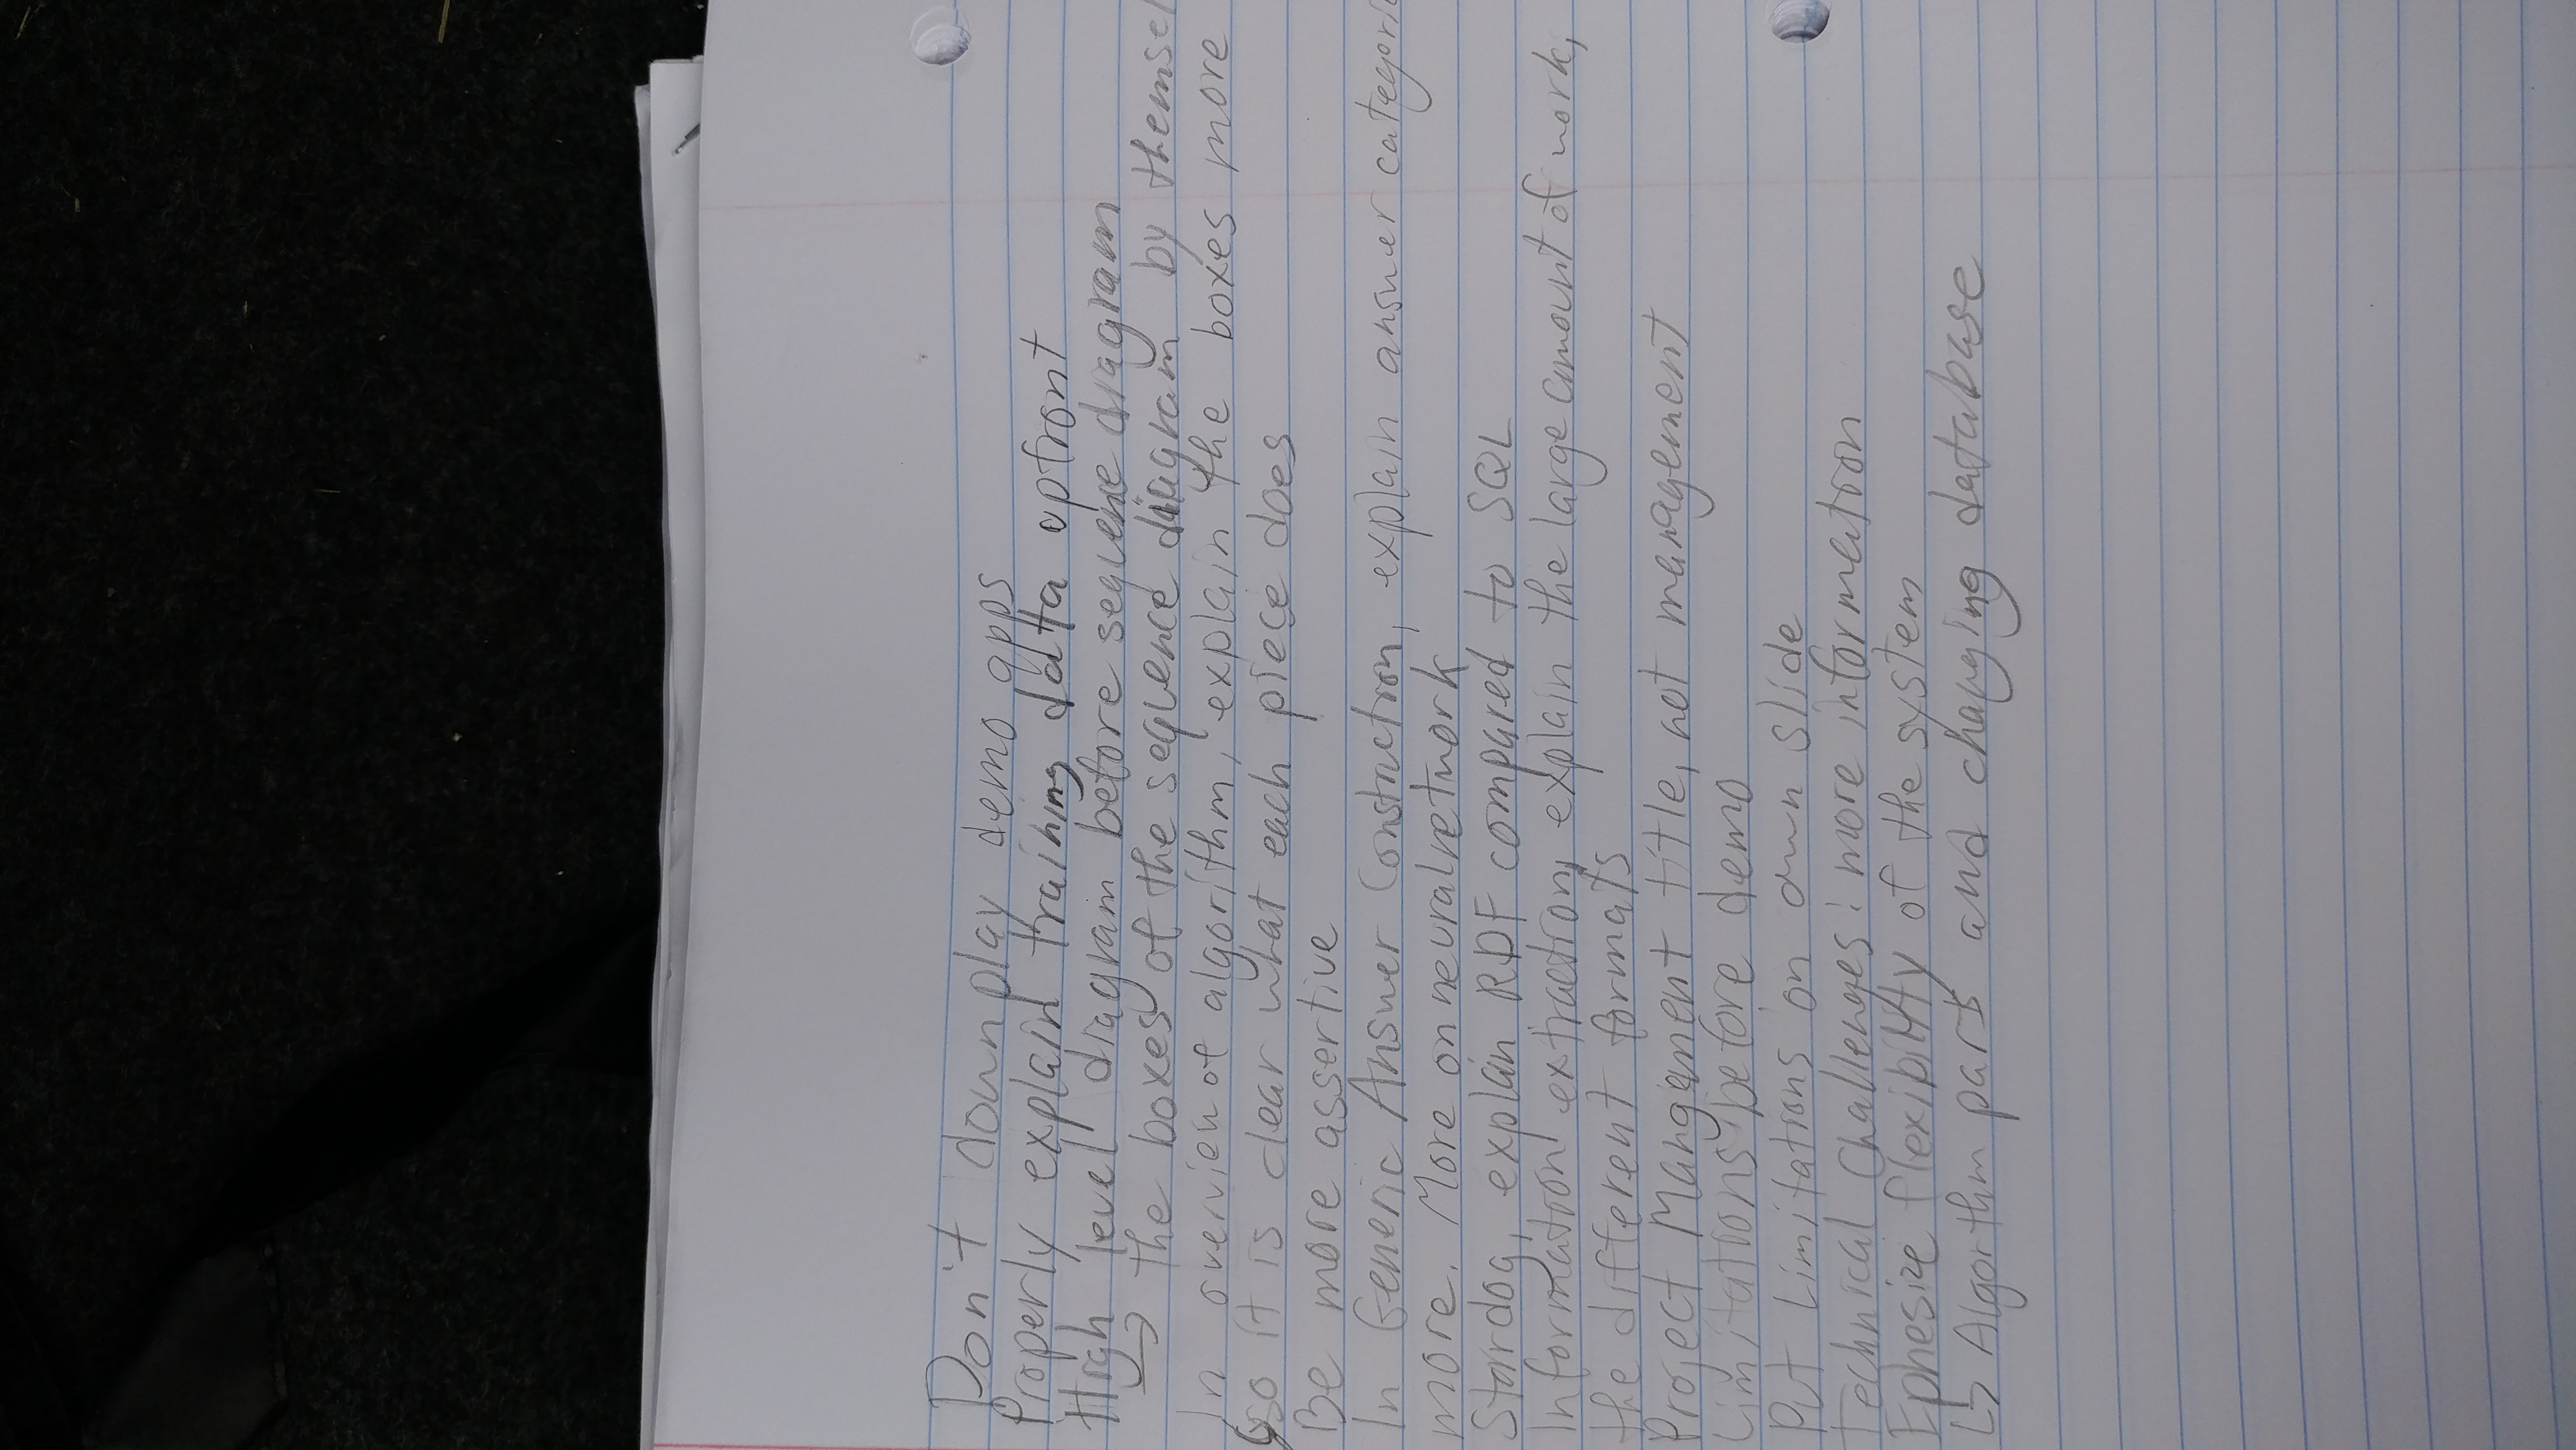 Don't downplay demo apps
Properly explain training data upfront
High level diagram before sequence diagram
→ the boxes of the sequence diagram by themsel
In overview of algorithm, explain the boxes more
so it is clear what each piece does
Be more assertive
In Generic Answer Construction, explain answer categori
more. More on neural network
Stardog, explain RDF compared to SQL
Information extraction, explain the large amount of work,
the different formats
Project Mangement title, not management
Limitations before demo
Put Limitations on own slide
Technical Challenges: more information
Ephesize flexibility of the system
↳ Algorthm parts and changing database